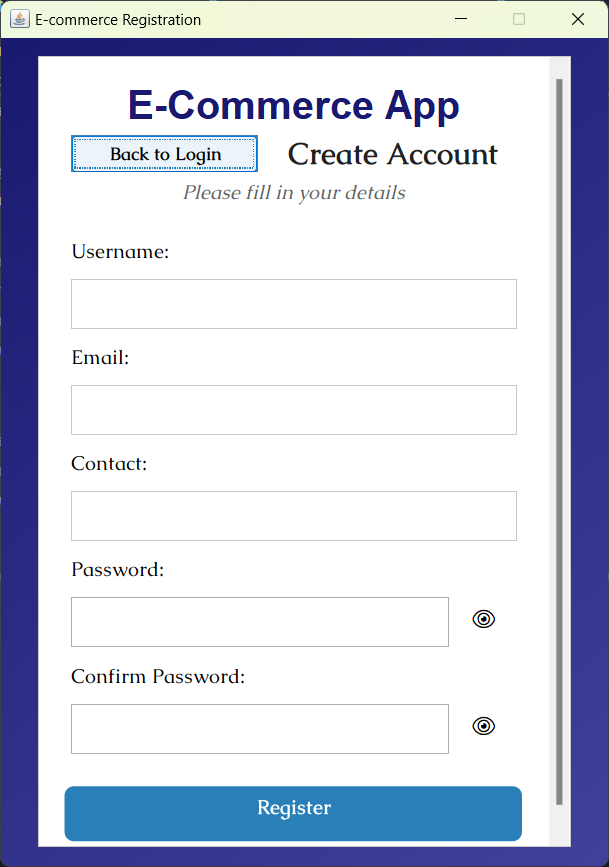 E-commerce Registration
E-Commerce App
Back to Login
Create Account
Please fill in your details
Username:
Email:
Contact:
Password:
Confirm Password:
Register